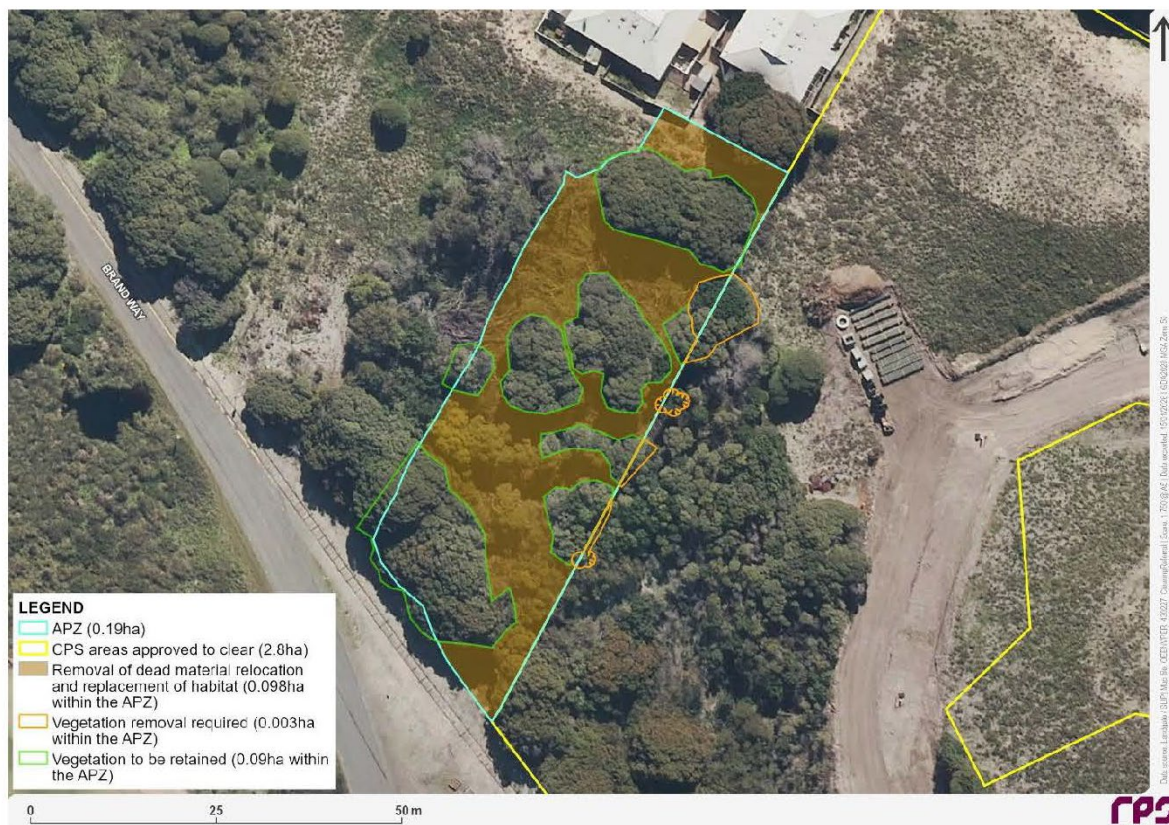 BRAND WAY
LEGEND
APZ (0.19ha)
CPS areas approved to clear (2.8ha)
Removal of dead material relocation
and replacement of habitat (0.098ha
within the APZ)
Vegetation removal required (0.003ha
within the APZ)
Vegetation to be retained (0.09ha within
the APZ)
0 25 50 m
rps